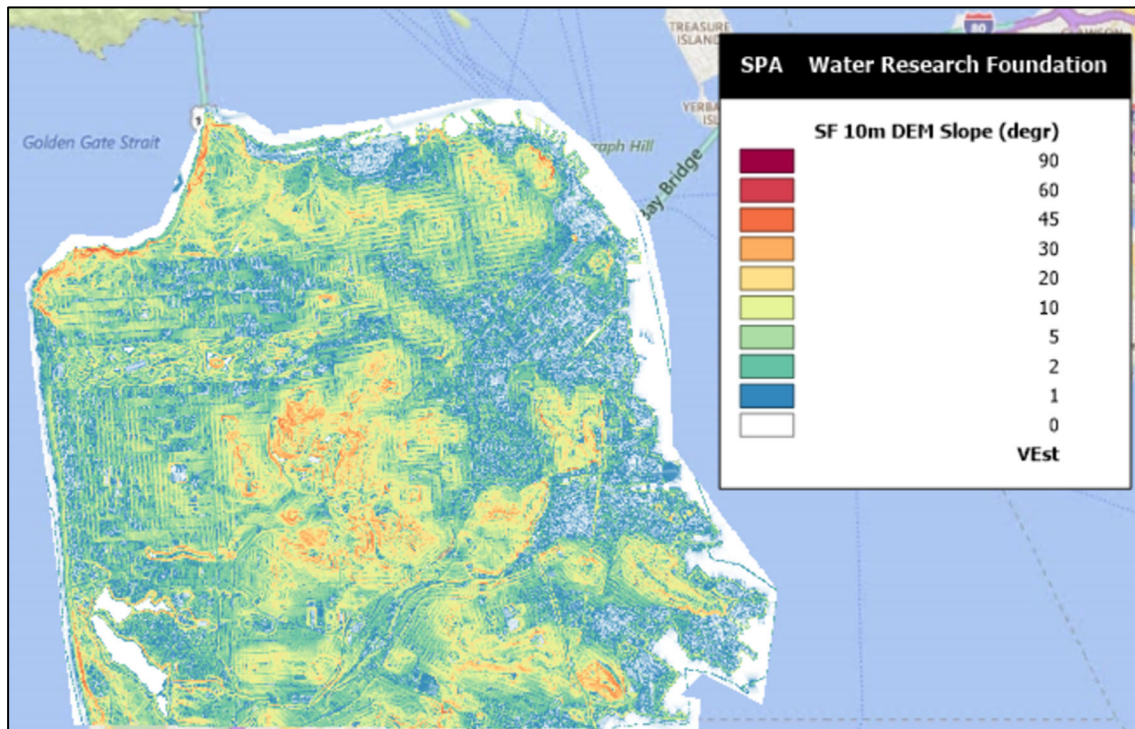 TREASURE
ISLAND
80
SPA Water Research Foundation
YERBA
ISL
1
Golden Gate Strait
raph Hill
Bay Bridge
SF 10m DEM Slope (degr)
90
60
45
30
20
10
5
2
1
0
VEst